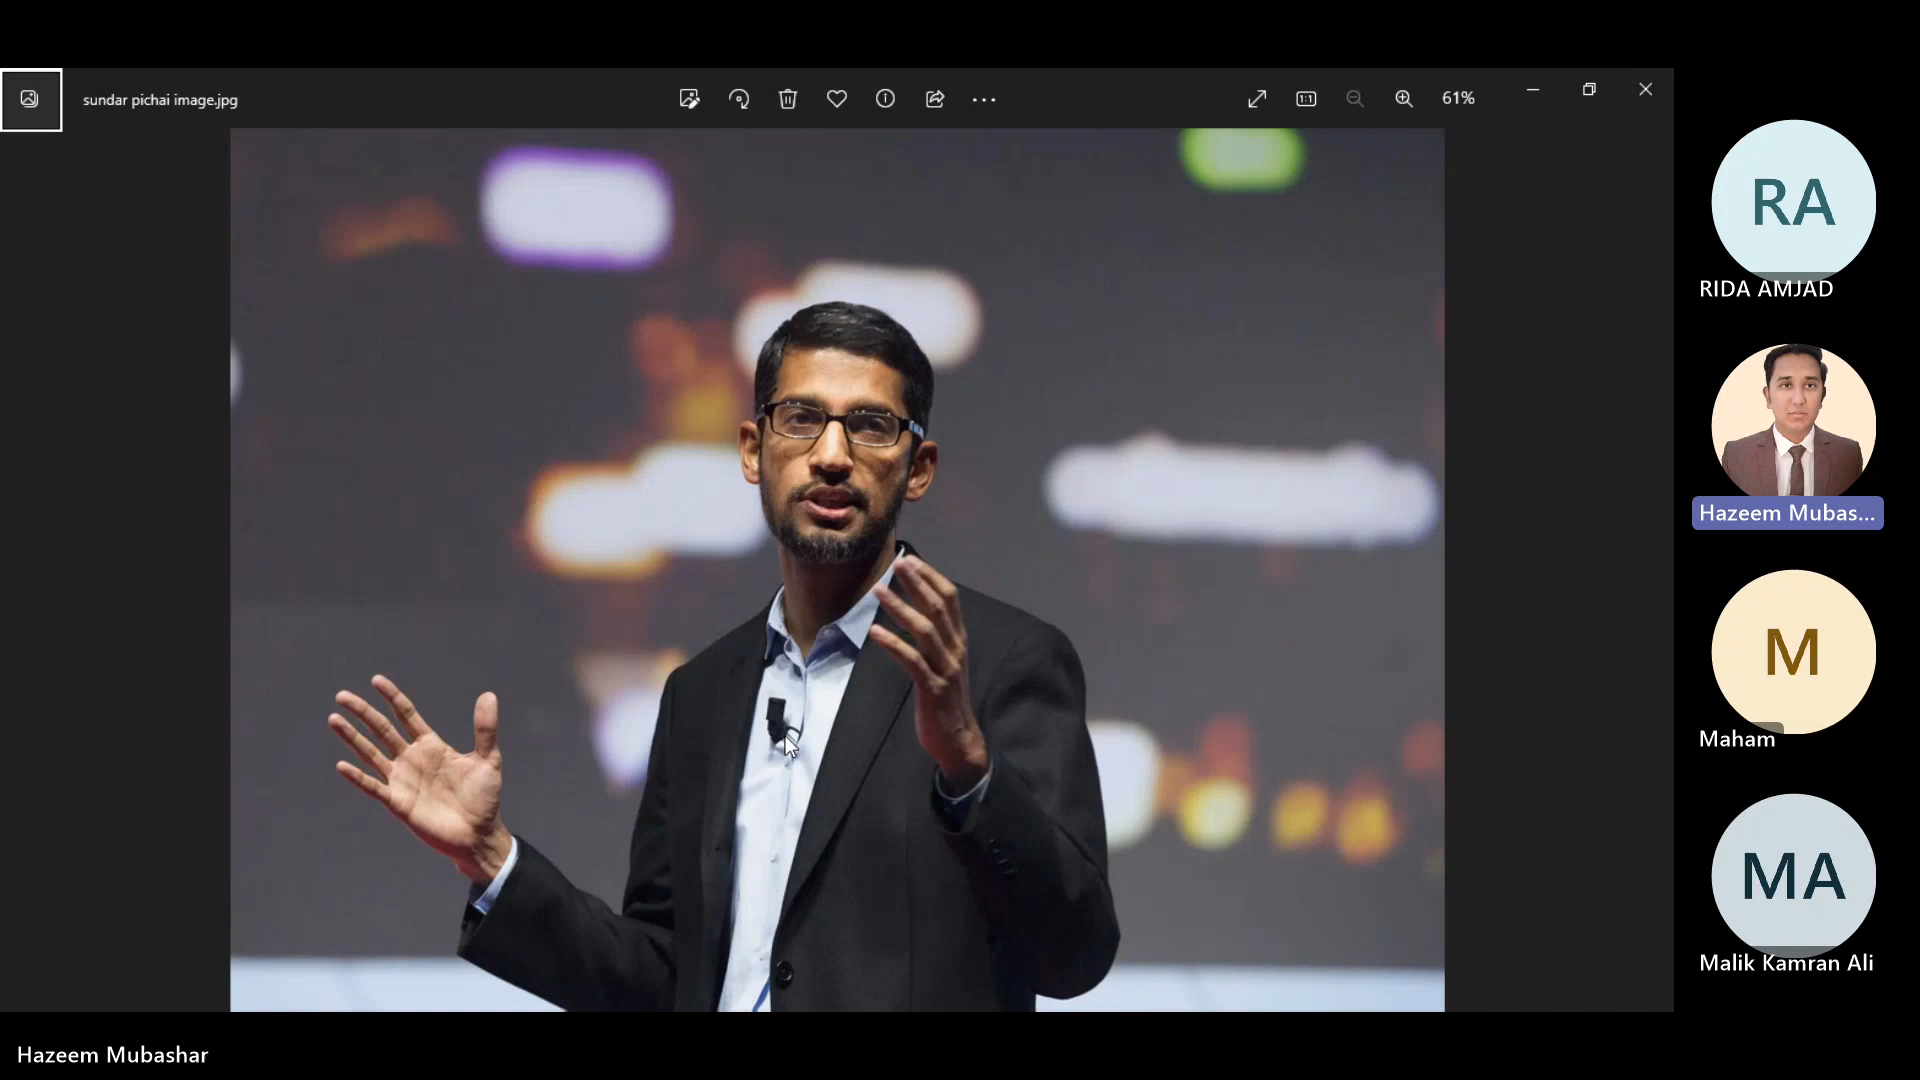 sundar pichai image.jpg
61%
RA
RIDA AMJAD
Hazeem Mubas...
M
Maham
MA
Malik Kamran Ali
Hazeem Mubashar